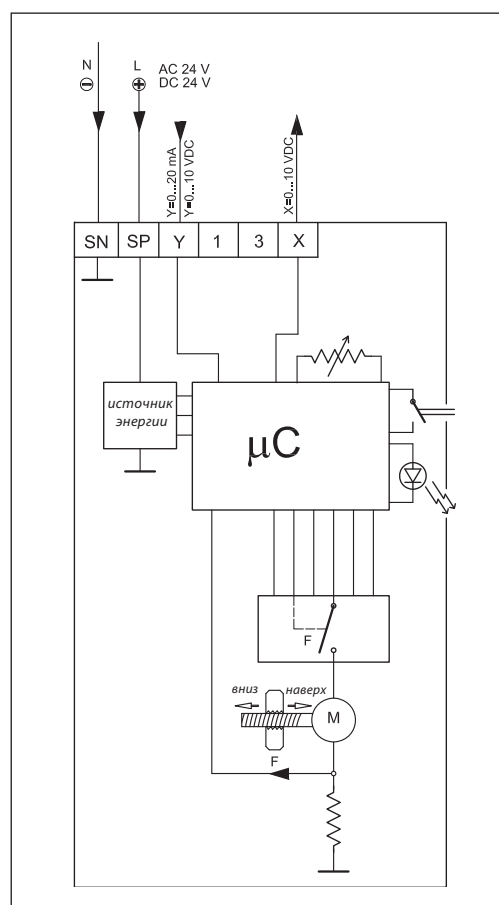 N
L
AC 24 V
DC 24 V
Y=0...20 mA
Y=0...10 VDC
X=0...10 VDC
SN SP Y 1 3 X
источник
энергии
µC
F
вниз наверх
M
F